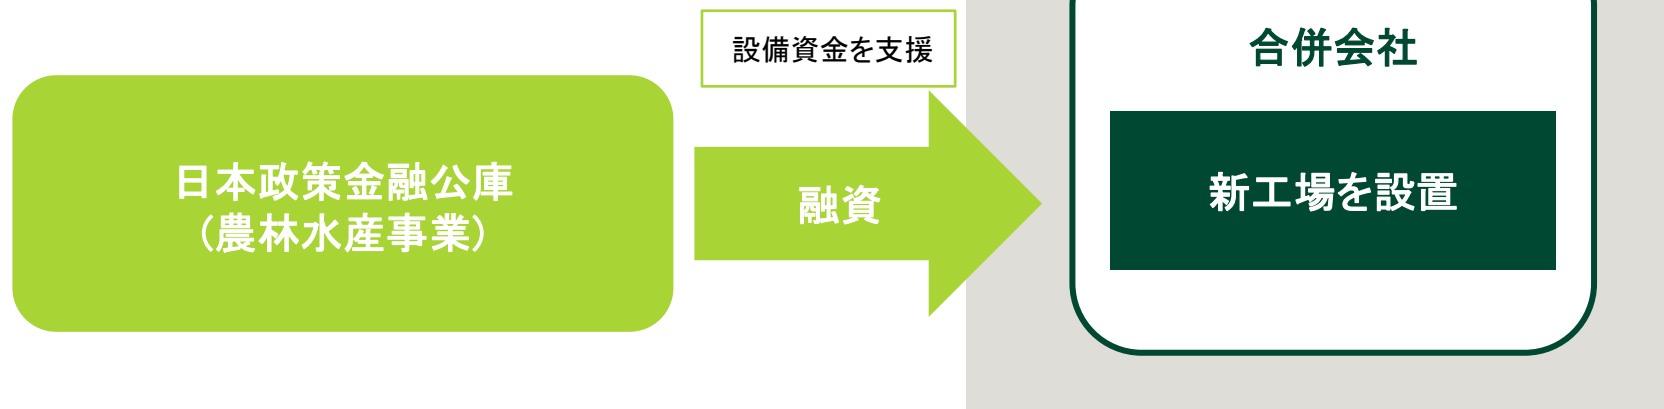 設備資金を支援
日本政策金融公庫
（農林水産事業）
融資
合併会社
新工場を設置